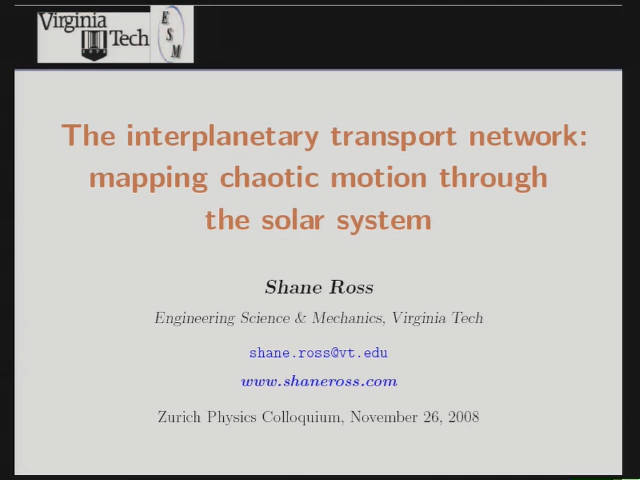 Virginia
Tech
E
S
M
The interplanetary transport network:
mapping chaotic motion through
the solar system
Shane Ross
Engineering Science & Mechanics, Virginia Tech
shane.ross@vt.edu
www.shaneross.com
Zurich Physics Colloquium, November 26, 2008